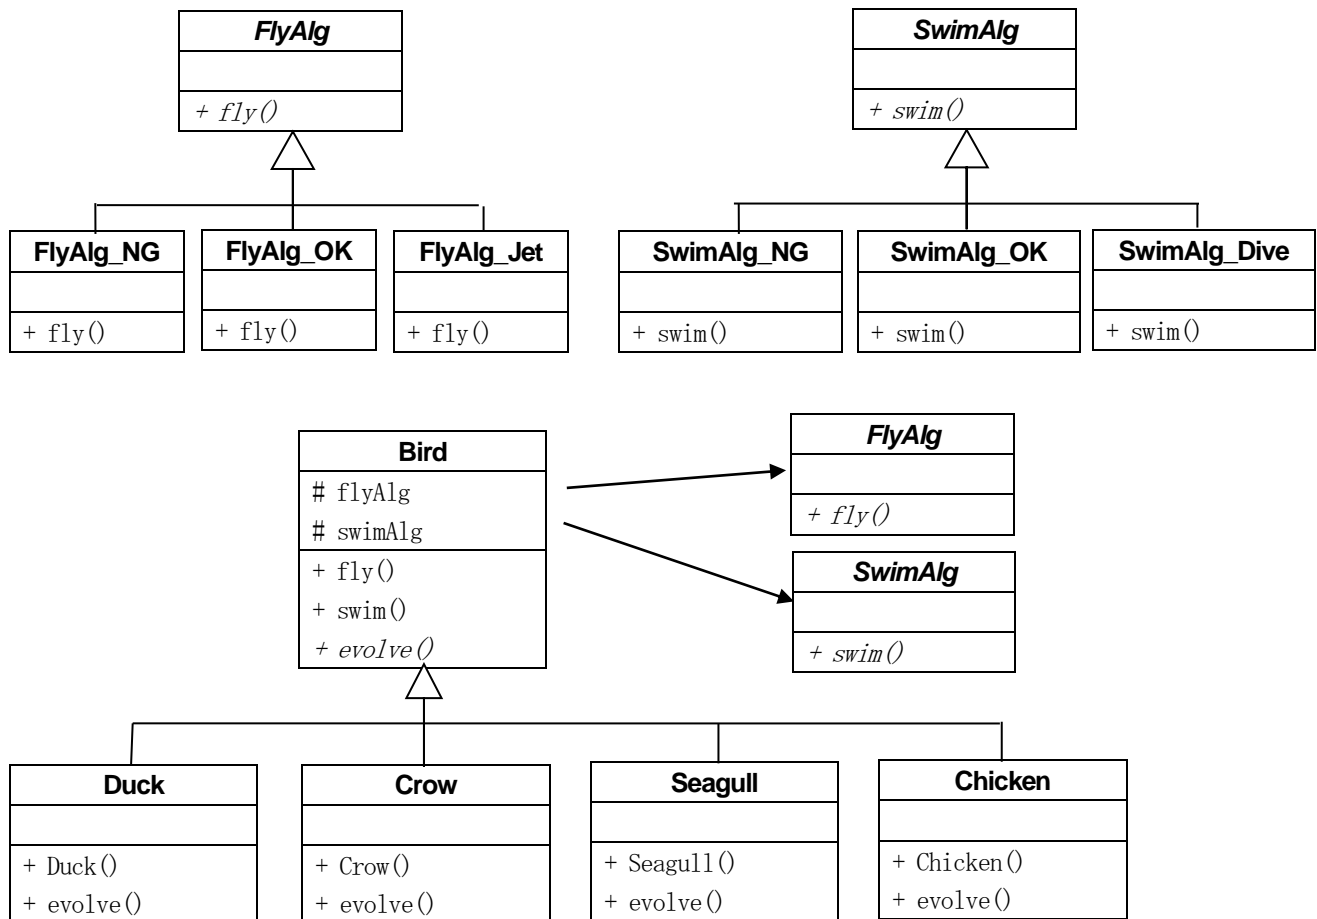 FlyAlg
+ fly()
SwimAlg
+ swim()
FlyAlg_NG
+ fly()
FlyAlg_OK
+ fly()
FlyAlg_Jet
+ fly()
SwimAlg_NG
+ swim()
SwimAlg_OK
+ swim()
SwimAlg_Dive
+ swim()
Bird
# flyAlg
# swimAlg
+ fly()
+ swim()
+ evolve()
FlyAlg
+ fly()
SwimAlg
+ swim()
Duck
+ Duck()
+ evolve()
Crow
+ Crow()
+ evolve()
Seagull
+ Seagull()
+ evolve()
Chicken
+ Chicken()
+ evolve()